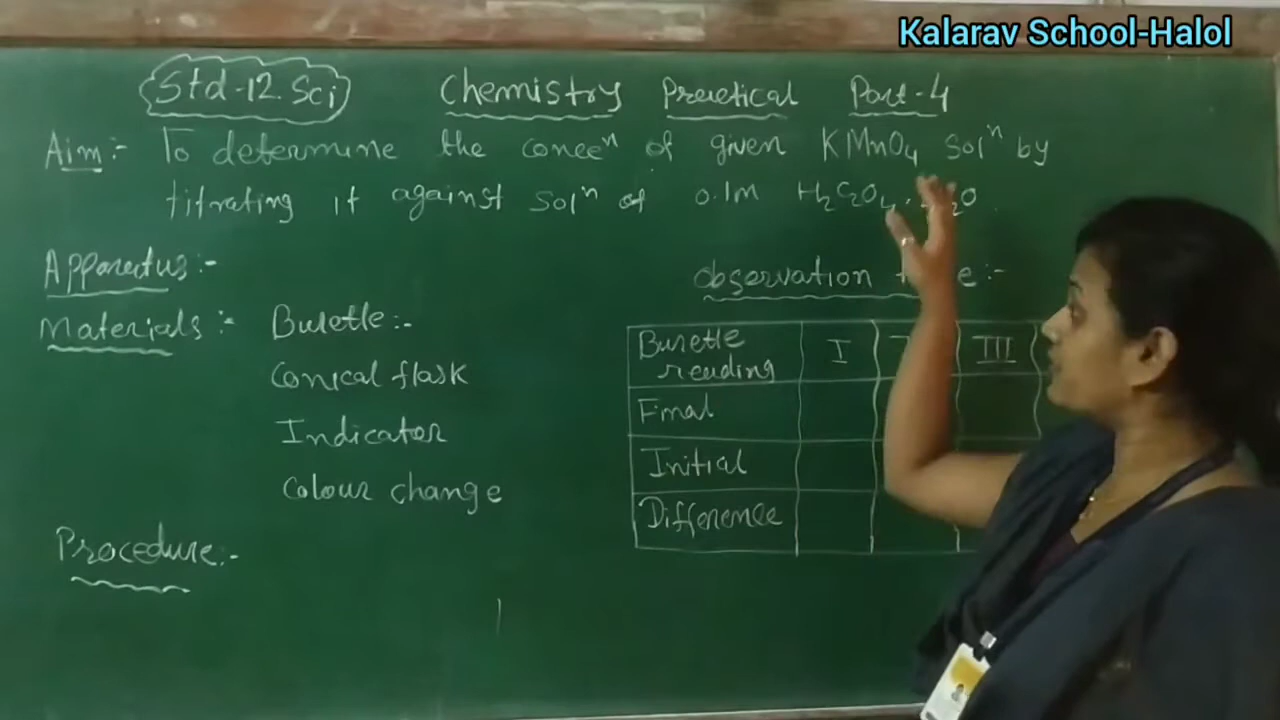 Kalarav School-Halol
Std-12.Sci
Chemistry Practical Part-4
Aim:- To determine the concⁿ of given KMnO₄ solⁿ by
titrating it against solⁿ of 0.1M H₂C₂O₄.
Apparatus:-
Materials:-
Burette:-
Conical flask
Indicator
Colour change
Procedure:-
observation
Burette reading I III
Final
Initial
Difference